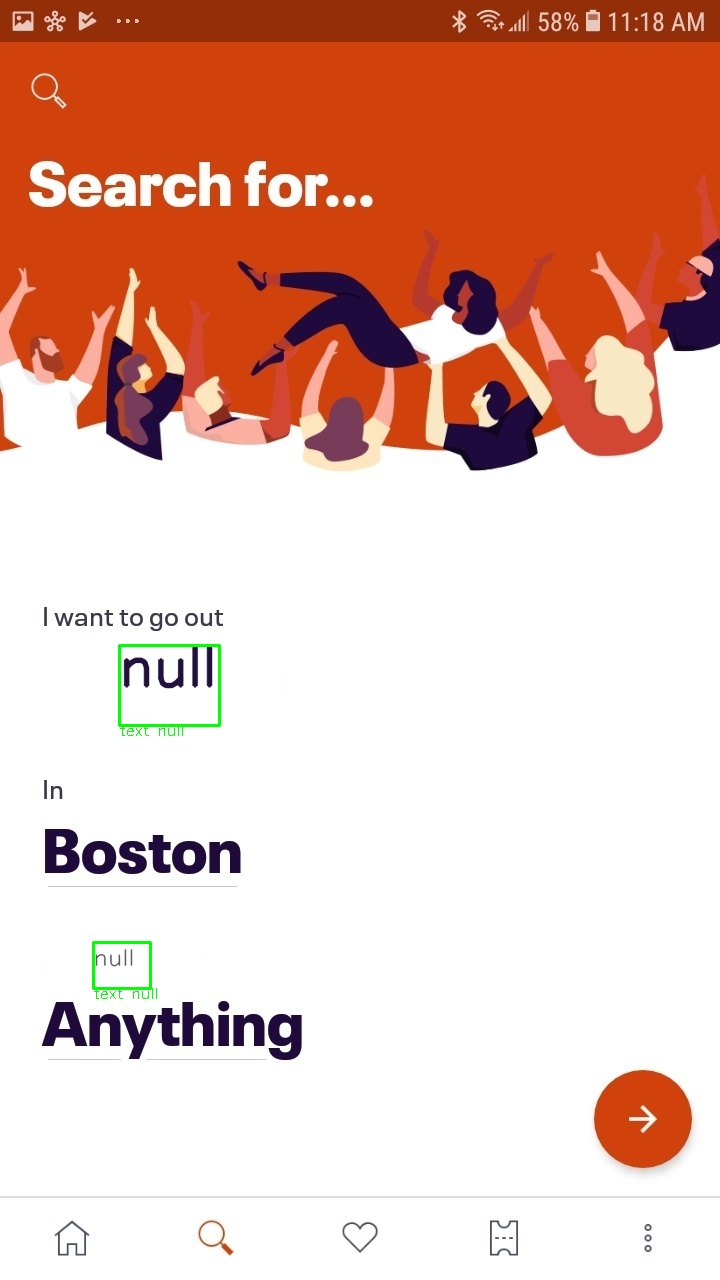 58% 11:18 AM
Search for...
I want to go out
null
text null
In
Boston
null
text null
Anything